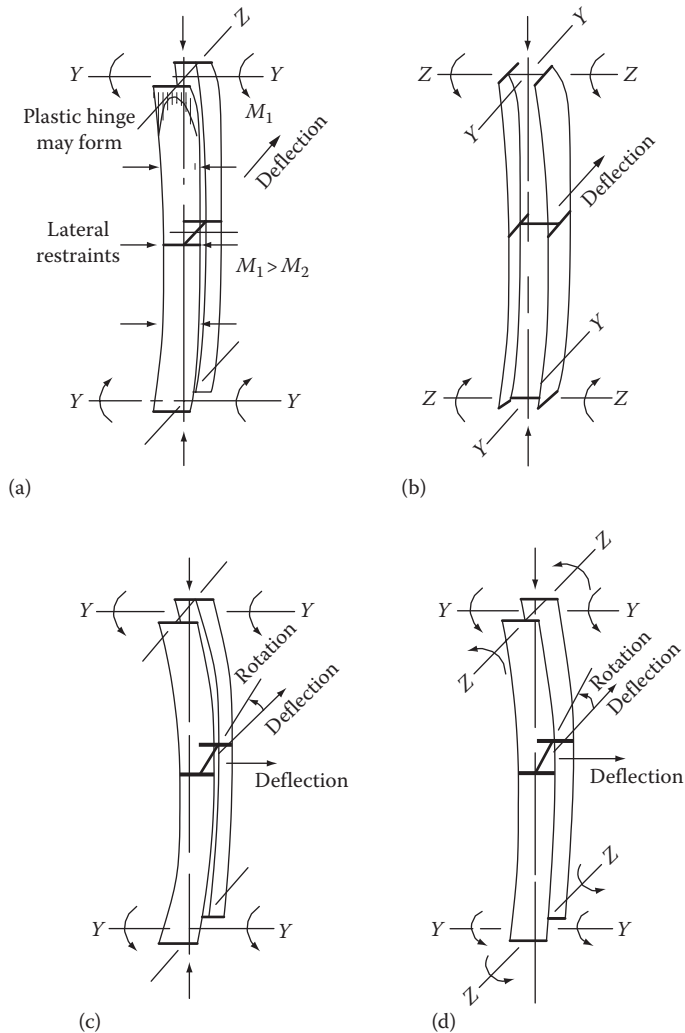 Z
Y
Y
Plastic hinge
may form
M1
Deflection
Lateral
restraints
M1 > M2
Y
Y
(a)
Y
Z
Z
Y
Deflection
Y
Z
Z
Y
(b)
Y
Y
Rotation
Deflection
Deflection
Y
Y
(c)
Z
Y
Y
Z
Rotation
Deflection
Deflection
Z
Y
Y
Z
(d)